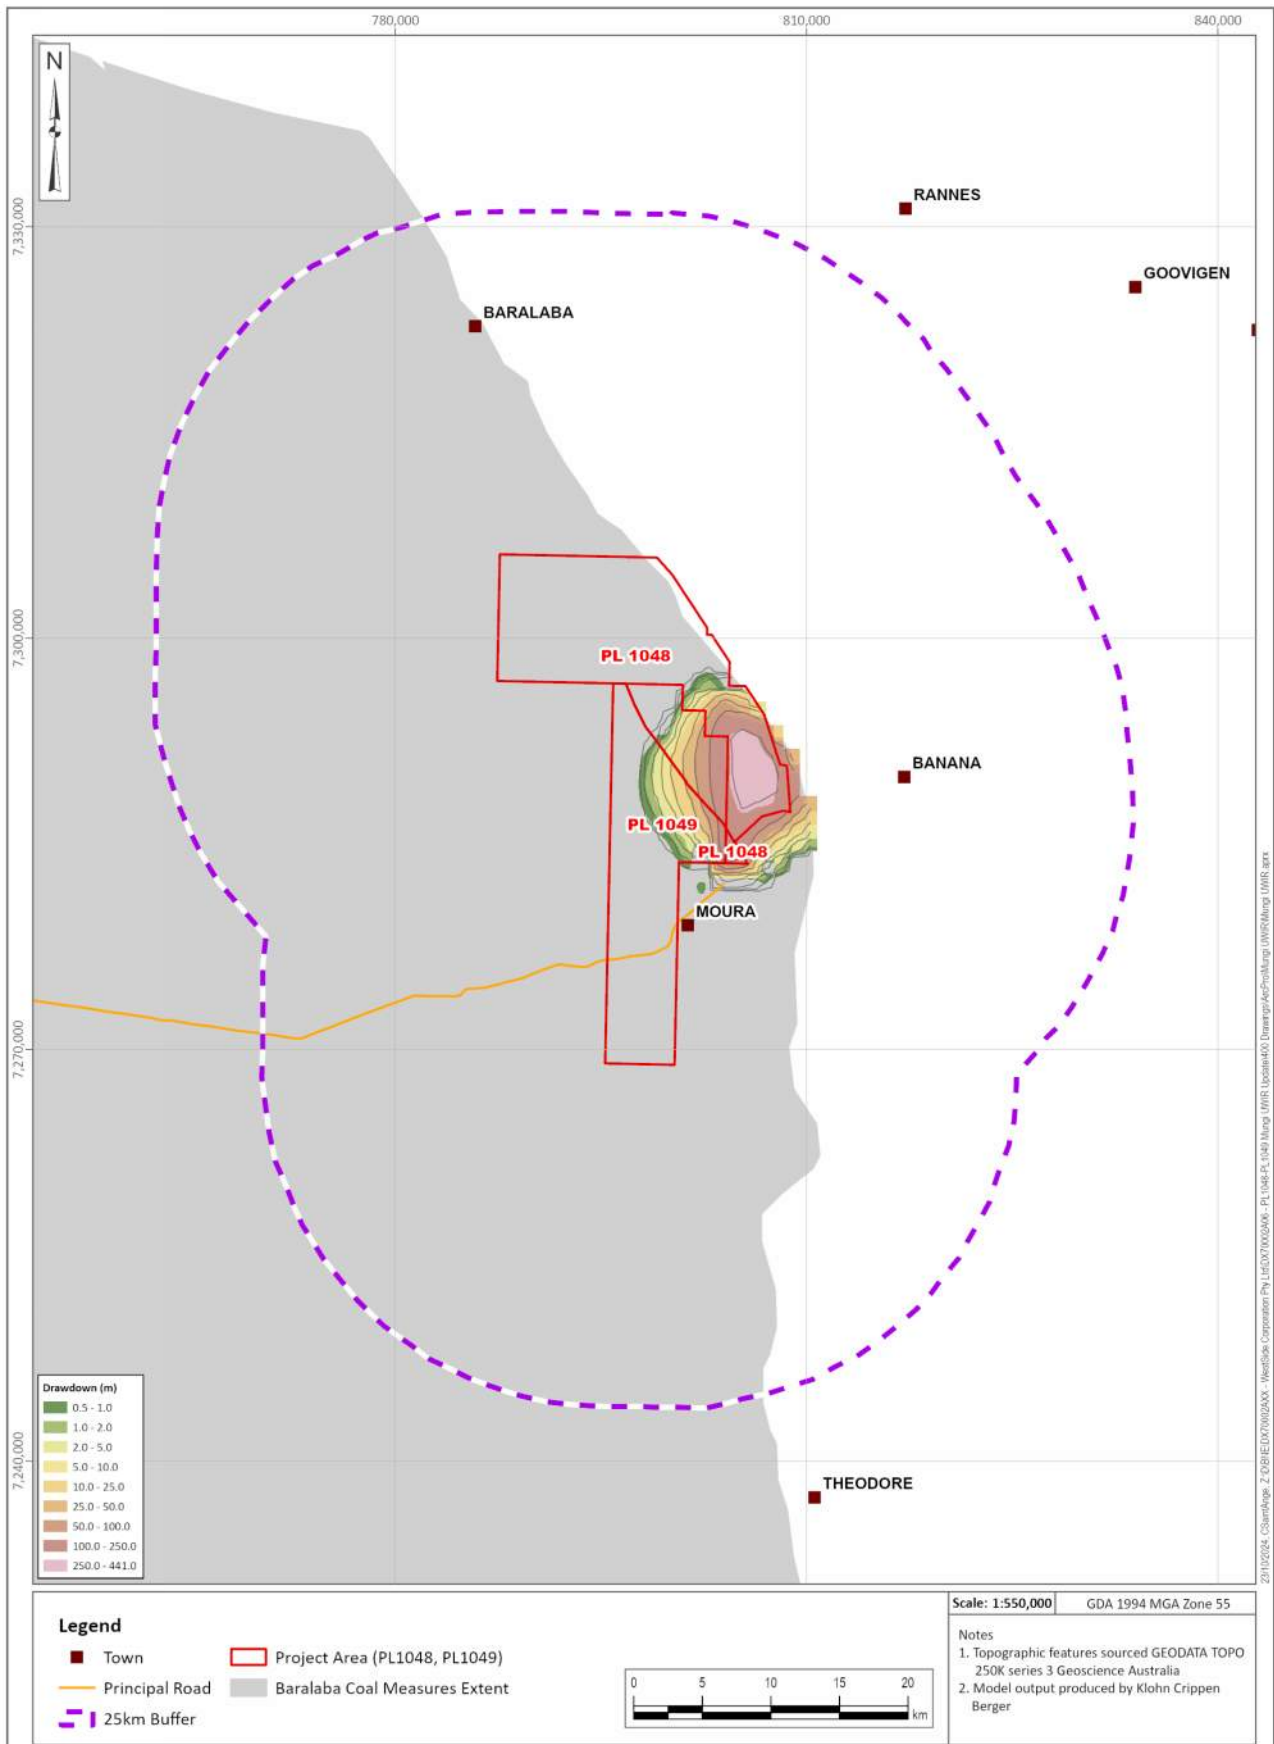 780,000
810,000
840,000
N
RANNES
7,330,000
GOOVIGEN
BARALABA
7,300,000
PL 1048
BANANA
PL 1049
PL 1048
MOURA
7,270,000
Drawdown (m)
0.5 - 1.0
1.0 - 2.0
2.0 - 5.0
5.0 - 10.0
10.0 - 25.0
25.0 - 50.0
50.0 - 100.0
100.0 - 250.0
250.0 - 441.0
7,240,000
THEODORE
Legend
Town
Principal Road
25km Buffer
Project Area (PL1048, PL1049)
Baralaba Coal Measures Extent
0 5 10 15 20
km
Scale: 1:550,000
GDA 1994 MGA Zone 55
Notes
1. Topographic features sourced GEODATA TOPO
250K series 3 Geoscience Australia
2. Model output produced by Klohn Crippen
Berger